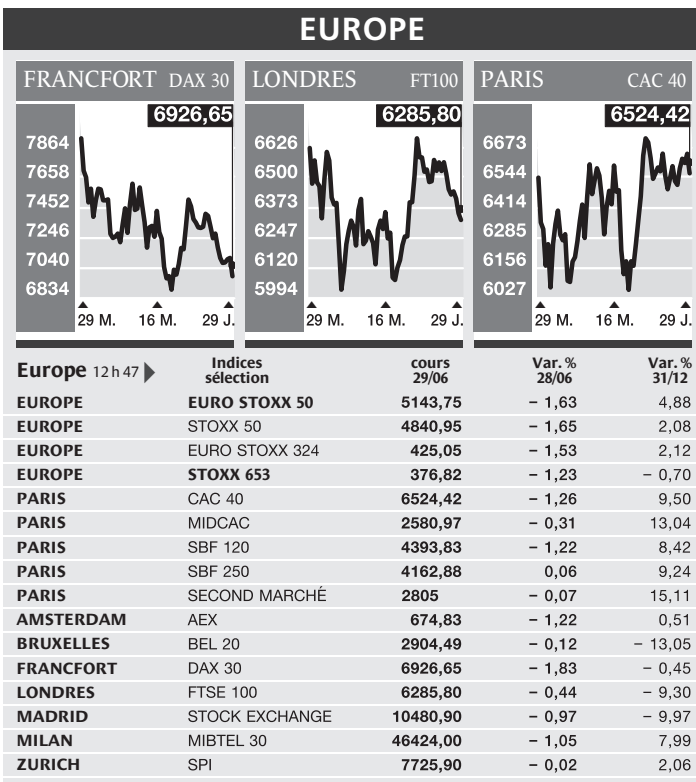 EUROPE
FRANCFORT DAX 30
6926,65
7864
7658
7452
7246
7040
6834
29 M. 16 M. 29 J.
LONDRES FT100
6285,80
6626
6500
6373
6247
6120
5994
29 M. 16 M. 29 J.
PARIS CAC 40
6524,42
6673
6544
6414
6285
6156
6027
29 M. 16 M. 29 J.
Europe 12 h 47 Indices sélection cours 29/06 Var. % 28/06 Var. % 31/12
EUROPE EURO STOXX 50 5143,75 – 1,63 4,88
EUROPE STOXX 50 4840,95 – 1,65 2,08
EUROPE EURO STOXX 324 425,05 – 1,53 2,12
EUROPE STOXX 653 376,82 – 1,23 – 0,70
PARIS CAC 40 6524,42 – 1,26 9,50
PARIS MIDCAC 2580,97 – 0,31 13,04
PARIS SBF 120 4393,83 – 1,22 8,42
PARIS SBF 250 4162,88 0,06 9,24
PARIS SECOND MARCHÉ 2805 – 0,07 15,11
AMSTERDAM AEX 674,83 – 1,22 0,51
BRUXELLES BEL 20 2904,49 – 0,12 – 13,05
FRANCFORT DAX 30 6926,65 – 1,83 – 0,45
LONDRES FTSE 100 6285,80 – 0,44 – 9,30
MADRID STOCK EXCHANGE 10480,90 – 0,97 – 9,97
MILAN MIBTEL 30 46424,00 – 1,05 7,99
ZURICH SPI 7725,90 – 0,02 2,06